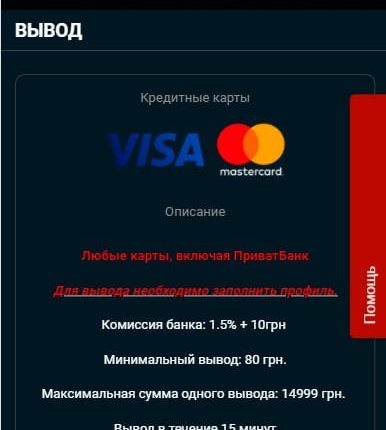 ВЫВОД
Кредитные карты
VISA
mastercard
Описание
Любые карты, включая ПриватБанк
Для вывода необходимо заполнить профиль.
Комиссия банка: 1.5% + 10грн
Минимальный вывод: 80 грн.
Максимальная сумма одного вывода: 14999 грн.
Вывод в течение 15 минут
Помощь